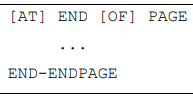 [AT] END [OF] PAGE
...
END-ENDPAGE